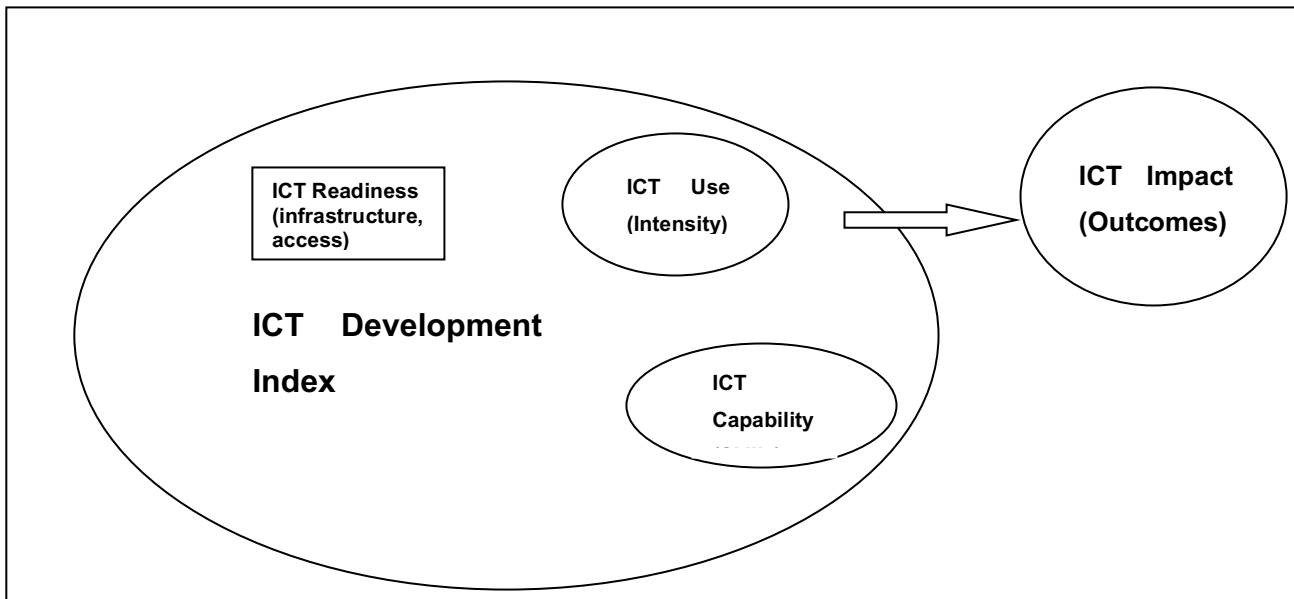 ICT Readiness
(infrastructure,
access)
ICT Use
(Intensity)
ICT Impact
(Outcomes)
ICT Development
Index
ICT
Capability